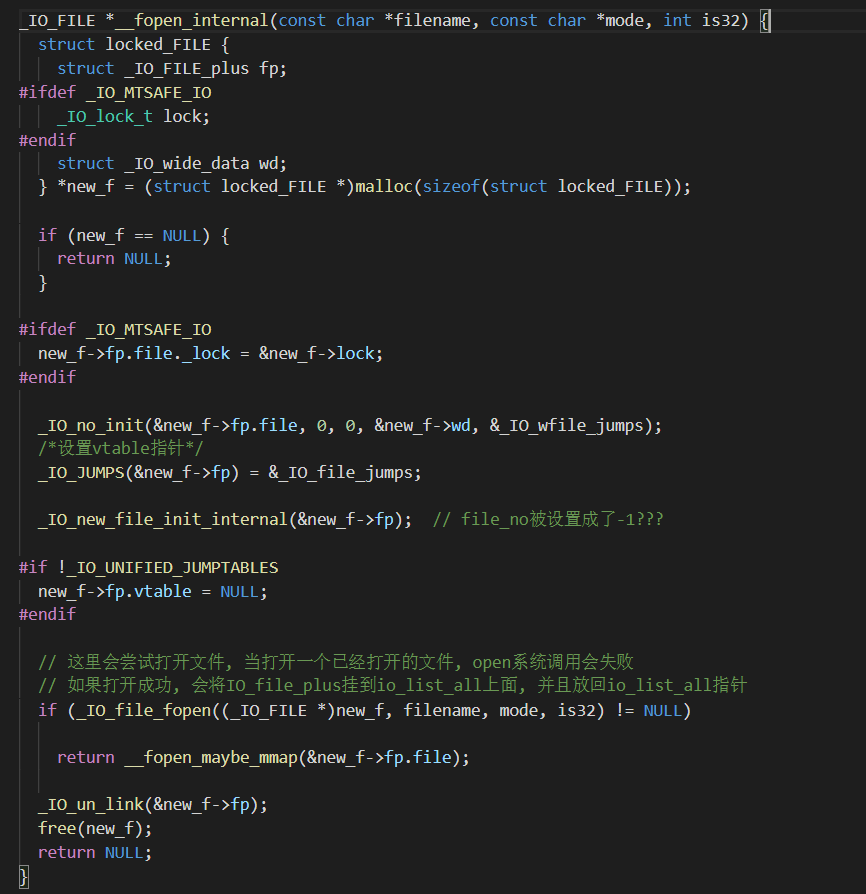 _IO_FILE *__fopen_internal(const char *filename, const char *mode, int is32) {
  struct locked_FILE {
    struct _IO_FILE_plus fp;
#ifdef _IO_MTSAFE_IO
    _IO_lock_t lock;
#endif
    struct _IO_wide_data wd;
  } *new_f = (struct locked_FILE *)malloc(sizeof(struct locked_FILE));
  if (new_f == NULL) {
    return NULL;
  }
#ifdef _IO_MTSAFE_IO
  new_f->fp.file._lock = &new_f->lock;
#endif
  _IO_no_init(&new_f->fp.file, 0, 0, &new_f->wd, &_IO_wfile_jumps);
  /*设置vtable指针*/
  _IO_JUMPS(&new_f->fp) = &_IO_file_jumps;
  _IO_new_file_init_internal(&new_f->fp);  // file_no被设置成了-1???
#if !_IO_UNIFIED_JUMPTABLES
  new_f->fp.vtable = NULL;
#endif
  // 这里会尝试打开文件, 当打开一个已经打开的文件, open系统调用会失败
  // 如果打开成功, 会将IO_file_plus挂到io_list_all上面, 并且放回io_list_all指针
  if (_IO_file_fopen((_IO_FILE *)new_f, filename, mode, is32) != NULL)
    return __fopen_maybe_mmap(&new_f->fp.file);
  _IO_un_link(&new_f->fp);
  free(new_f);
  return NULL;
}